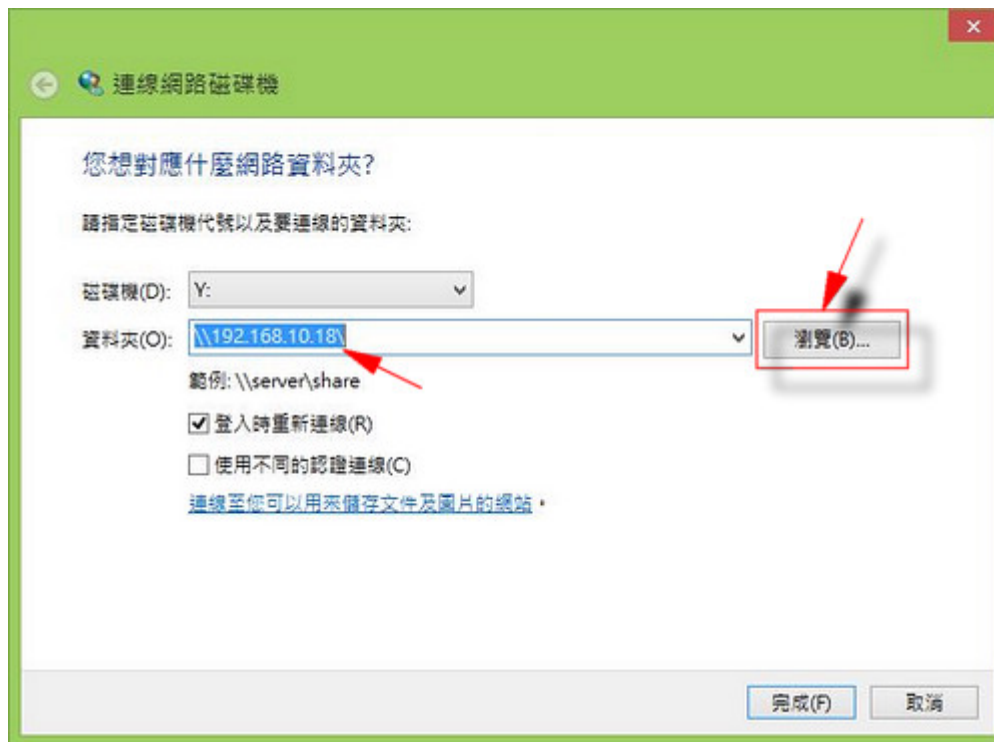 連線網路磁碟機
您想對應什麼網路資料夾?
請指定磁碟機代號以及要連線的資料夾:
磁碟機(D): Y:
資料夾(O): \\192.168.10.18\ 瀏覽(B)...
範例: \\server\share
登入時重新連線(R)
使用不同的認證連線(C)
連線至您可以用來儲存文件及圖片的網站。
完成(F) 取消